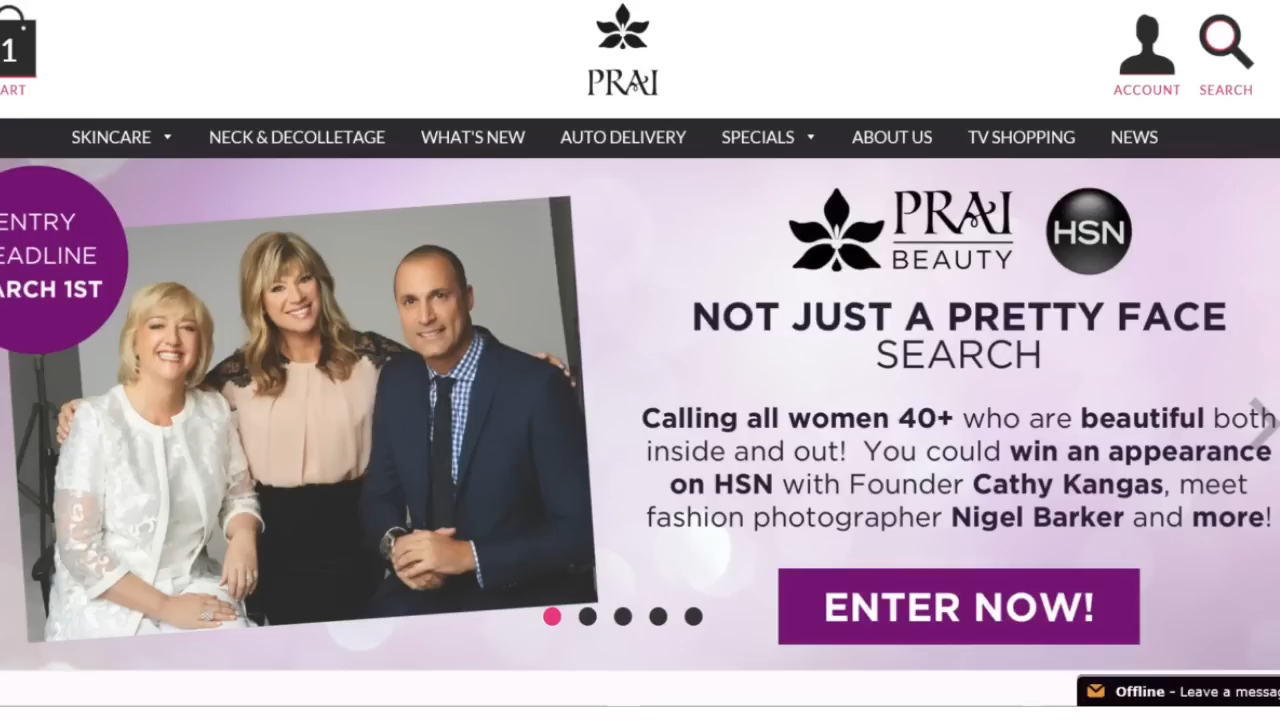 1
ART
PRAI
ACCOUNT
SEARCH
SKINCARE
NECK & DECOLLETAGE
WHAT'S NEW
AUTO DELIVERY
SPECIALS
ABOUT US
TV SHOPPING
NEWS
ENTRY
EADLINE
ARCH 1ST
PRAI
BEAUTY
HSN
NOT JUST A PRETTY FACE
SEARCH
Calling all women 40+ who are beautiful both
inside and out! You could win an appearance
on HSN with Founder Cathy Kangas, meet
fashion photographer Nigel Barker and more!
ENTER NOW!
Offline - Leave a messag